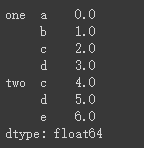 one  a    0.0
     b    1.0
     c    2.0
     d    3.0
two  c    4.0
     d    5.0
     e    6.0
dtype: float64